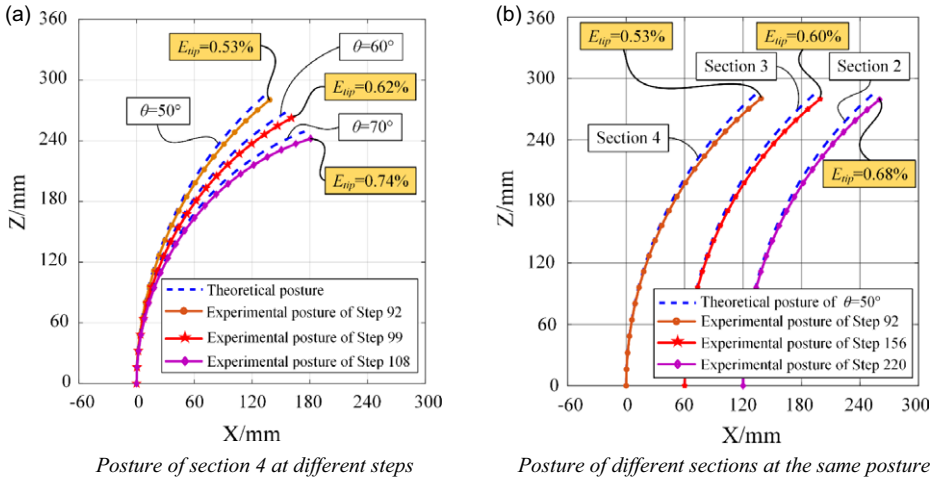 (a)
360
300
240
180
120
60
0
Z/mm
-60 0 60 120 180 240 300
X/mm
E_tip=0.53%
θ=60°
E_tip=0.62%
θ=50°
θ=70°
E_tip=0.74%
Theoretical posture
Experimental posture of Step 92
Experimental posture of Step 99
Experimental posture of Step 108
Posture of section 4 at different steps
(b)
360
300
240
180
120
60
0
Z/mm
-60 0 60 120 180 240 300
X/mm
E_tip=0.53%
E_tip=0.60%
Section 3
Section 2
Section 4
E_tip=0.68%
Theoretical posture of θ=50°
Experimental posture of Step 92
Experimental posture of Step 156
Experimental posture of Step 220
Posture of different sections at the same posture